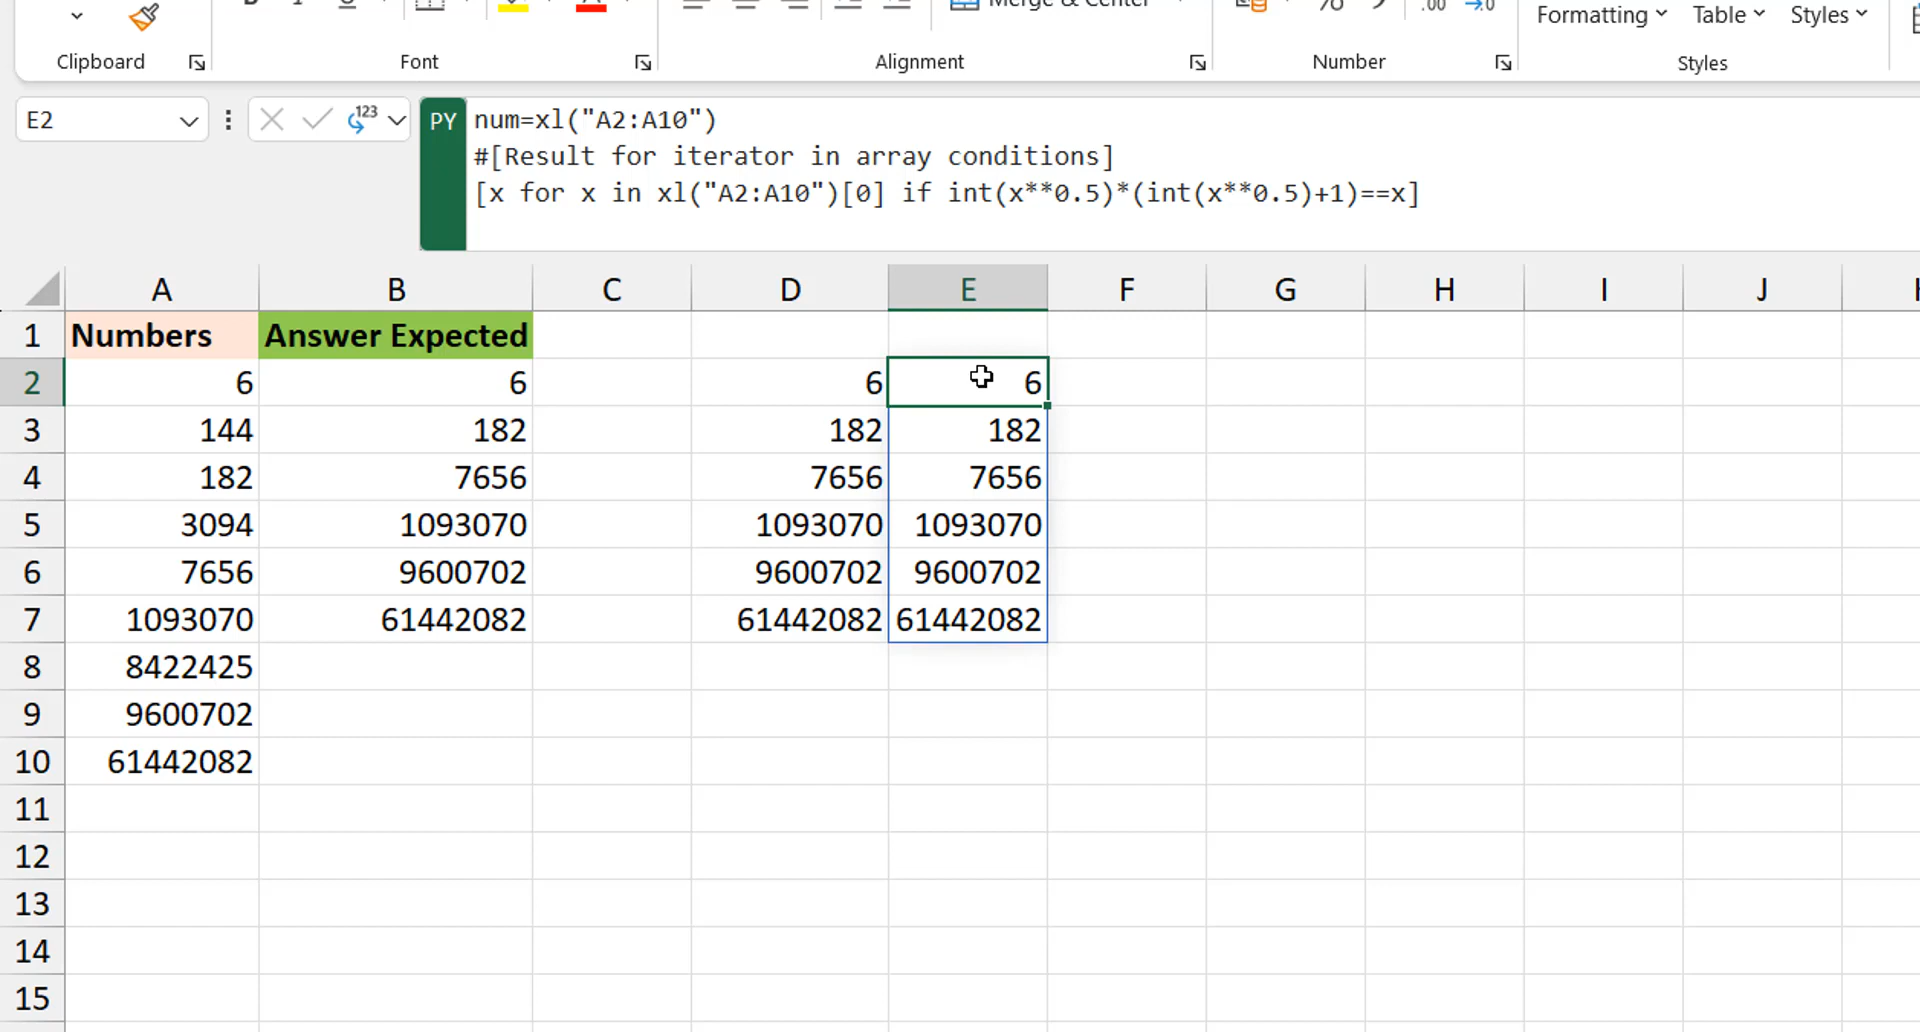 Merge & Center
.00
Formatting Table Styles
Clipboard Font Alignment Number Styles
E2 123 PY num=xl("A2:A10")
#[Result for iterator in array conditions]
[x for x in xl("A2:A10")[0] if int(x**0.5)*(int(x**0.5)+1)==x]
A B C D E F G H I J
1 Numbers Answer Expected
2 6 6 6 6
3 144 182 182 182
4 182 7656 7656 7656
5 3094 1093070 1093070 1093070
6 7656 9600702 9600702 9600702
7 1093070 61442082 61442082 61442082
8 8422425
9 9600702
10 61442082
11
12
13
14
15